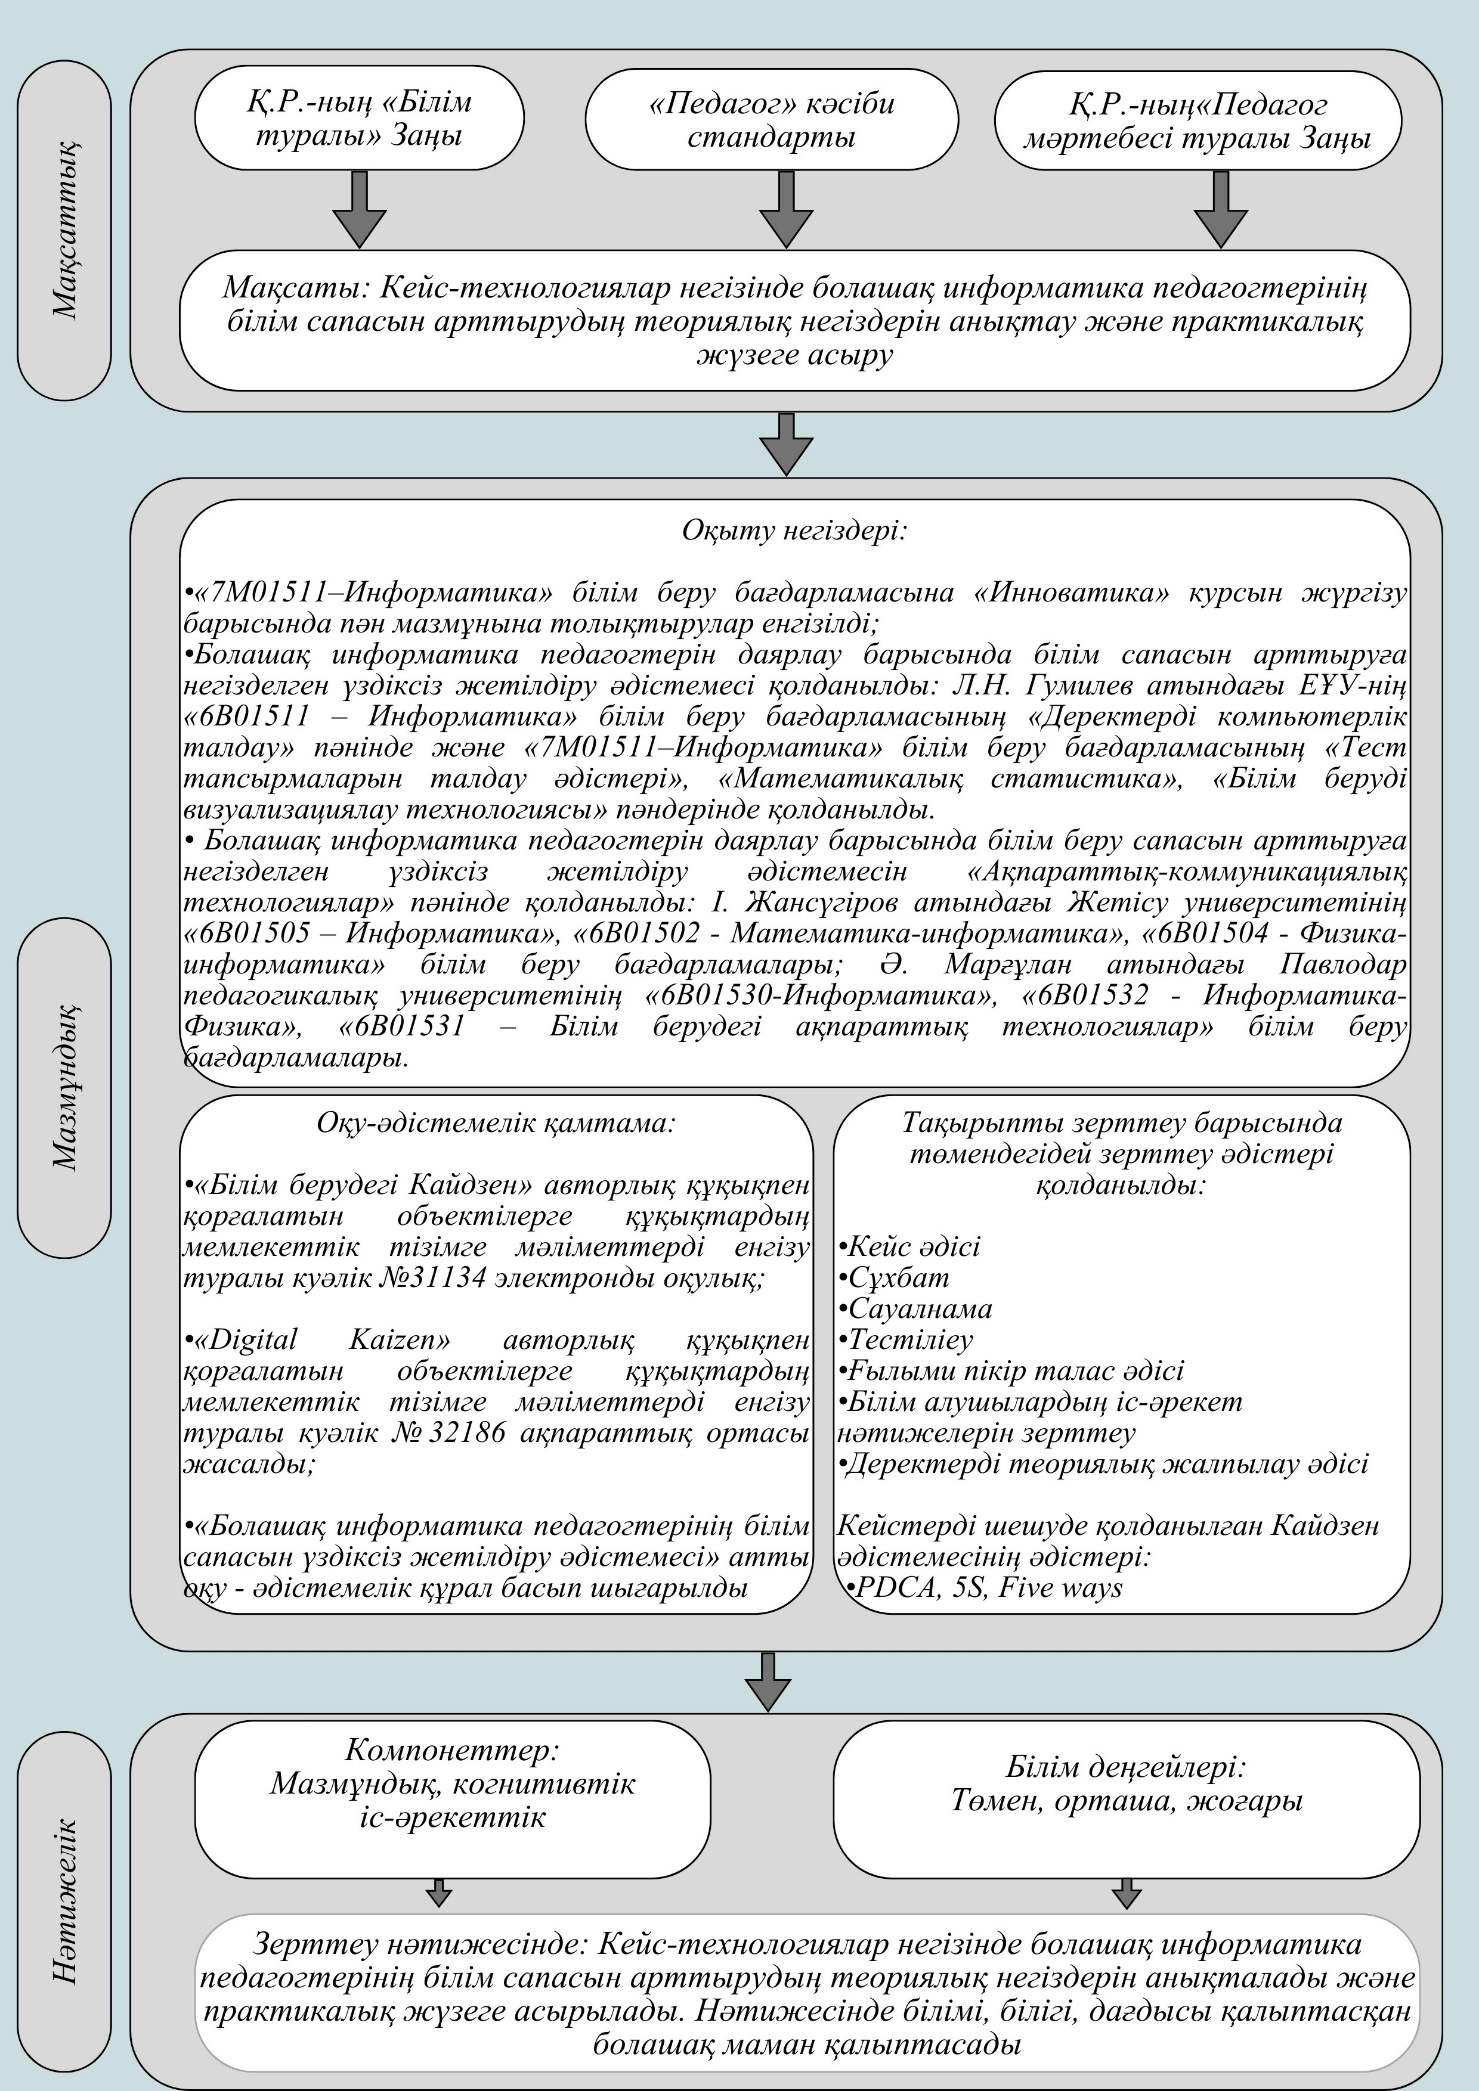 Мақсаттық
Қ.Р.-ның «Білім
туралы» Заңы
«Педагог» кәсіби
стандарты
Қ.Р.-ның«Педагог
мәртебесі туралы Заңы
Мақсаты: Кейс-технологиялар негізінде болашақ информатика педагогтерінің
білім сапасын арттырудың теориялық негіздерін анықтау және практикалық
жүзеге асыру
Мазмұндық
Оқыту негіздері:
•«7М01511–Информатика» білім беру бағдарламасына «Инноватика» курсын жүргізу
барысында пән мазмұнына толықтырулар енгізілді;
•Болашақ информатика педагогтерін даярлау барысында білім сапасын арттыруға
негізделген үздіксіз жетілдіру әдістемесі қолданылды: Л.Н. Гумилев атындағы ЕҰУ-нің
«6В01511 – Информатика» білім беру бағдарламасының «Деректерді компьютерлік
талдау» пәнінде және «7М01511–Информатика» білім беру бағдарламасының «Тест
тапсырмаларын талдау әдістері», «Математикалық статистика», «Білім беруді
визуализациялау технологиясы» пәндерінде қолданылды.
• Болашақ информатика педагогтерін даярлау барысында білім беру сапасын арттыруға
негізделген үздіксіз жетілдіру әдістемесін «Ақпараттық-коммуникациялық
технологиялар» пәнінде қолданылды: І. Жансүгіров атындағы Жетісу университетінің
«6В01505 – Информатика», «6В01502 - Математика-информатика», «6В01504 - Физика-
информатика» білім беру бағдарламалары; Ә. Марғұлан атындағы Павлодар
педагогикалық университетінің «6В01530-Информатика», «6В01532 - Информатика-
Физика», «6В01531 – Білім берудегі ақпараттық технологиялар» білім беру
бағдарламалары.
Оқу-әдістемелік қамтама:
•«Білім берудегі Кайдзен» авторлық құқықпен
қорғалатын объектілерге құқықтардың
мемлекеттік тізімге мәліметтерді енгізу
туралы куәлік №31134 электронды оқулық;
•«Digital Kaizen» авторлық құқықпен
қорғалатын объектілерге құқықтардың
мемлекеттік тізімге мәліметтерді енгізу
туралы куәлік № 32186 ақпараттық ортасы
жасалды;
•«Болашақ информатика педагогтерінің білім
сапасын үздіксіз жетілдіру әдістемесі» атты
оқу - әдістемелік құрал басып шығарылды
Тақырыпты зерттеу барысында
төмендегідей зерттеу әдістері
қолданылды:
•Кейс әдісі
•Сұхбат
•Сауалнама
•Тестіліеу
•Ғылыми пікір талас әдісі
•Білім алушылардың іс-әрекет
нәтижелерін зерттеу
•Деректерді теориялық жалпылау әдісі
Кейстерді шешуде қолданылған Кайдзен
әдістемесінің әдістері:
•PDCA, 5S, Five ways
Нәтижелік
Компонеттер:
Мазмұндық, когнитивтік
іс-әрекеттік
Білім деңгейлері:
Төмен, орташа, жоғары
Зерттеу нәтижесінде: Кейс-технологиялар негізінде болашақ информатика
педагогтерінің білім сапасын арттырудың теориялық негіздерін анықталады және
практикалық жүзеге асырылады. Нәтижесінде білімі, білігі, дағдысы қалыптасқан
болашақ маман қалыптасады